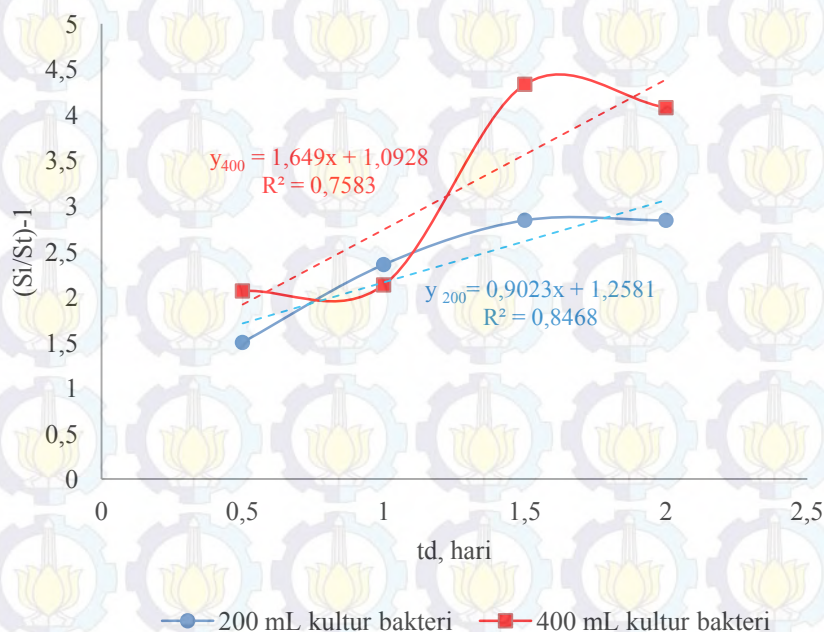 5
4,5
4
3,5
3
2,5
2
1,5
1
0,5
0
(Si/St)-1
y400 = 1,649x + 1,0928
R² = 0,7583
y 200= 0,9023x + 1,2581
R² = 0,8468
0 0,5 1 1,5 2 2,5
td, hari
200 mL kultur bakteri 400 mL kultur bakteri